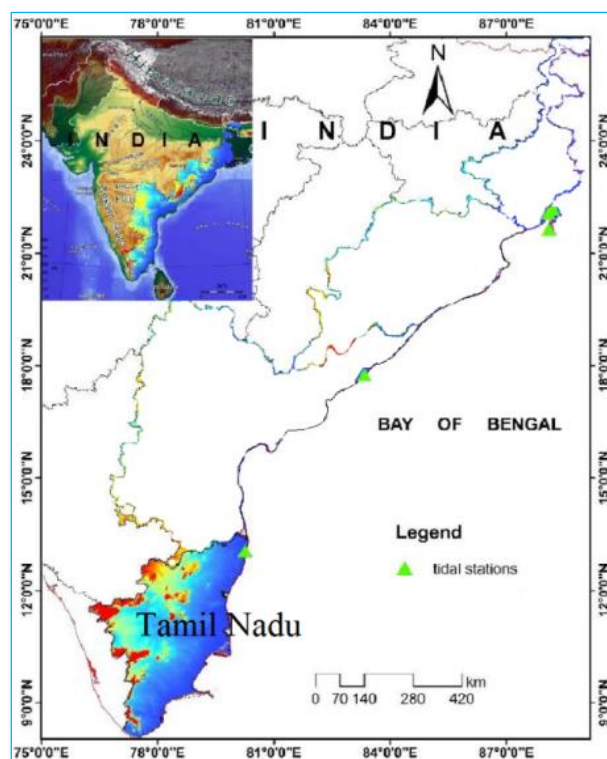 75°0'0"E 78°0'0"E 81°0'0"E 84°0'0"E 87°0'0"E
N
INDIA
INDIA
24°0'0"N 24°0'0"N
21°0'0"N 21°0'0"N
18°0'0"N 18°0'0"N
BAY OF BENGAL
15°0'0"N 15°0'0"N
Legend
tidal stations
12°0'0"N 12°0'0"N
Tamil Nadu
km
0 70 140 280 420
9°0'0"N 9°0'0"N
75°0'0"E 78°0'0"E 81°0'0"E 84°0'0"E 87°0'0"E